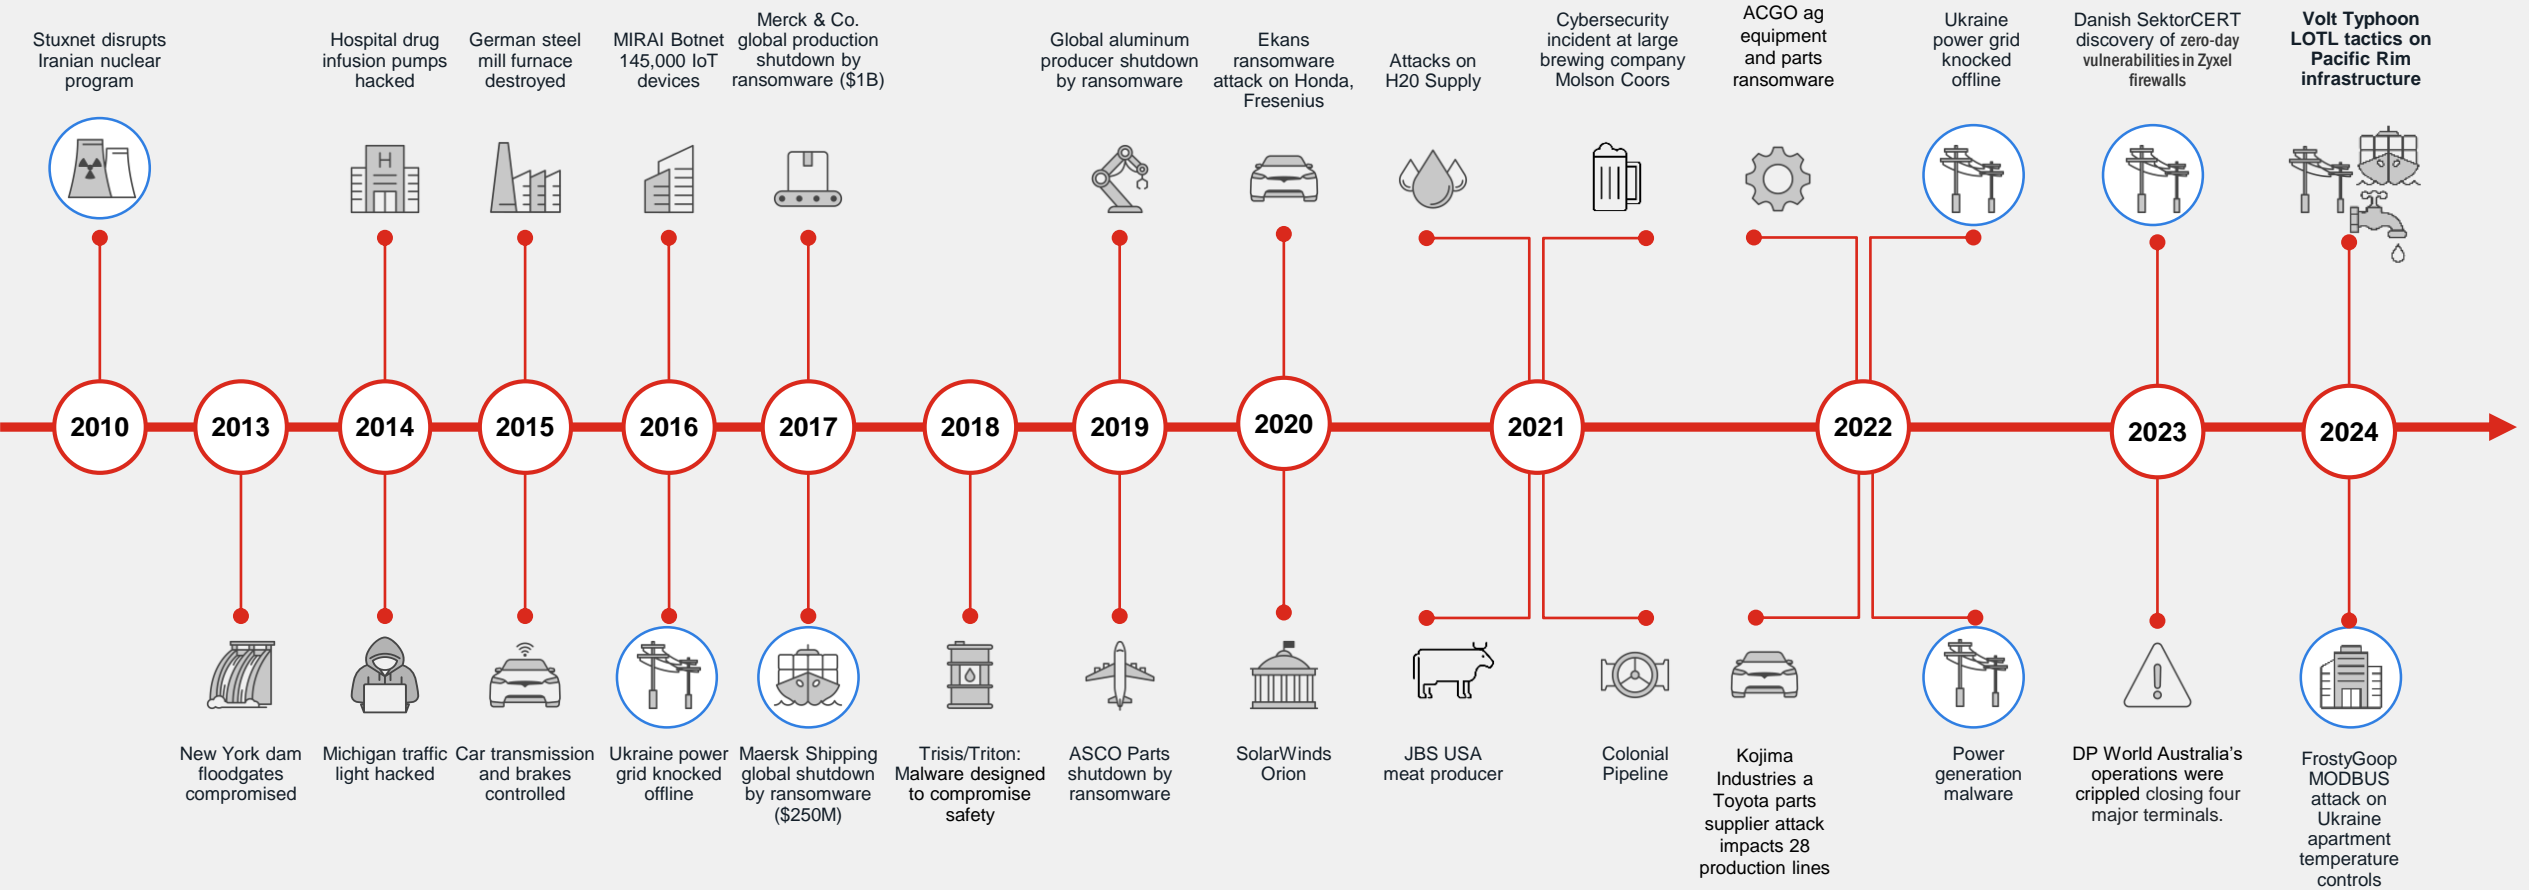 Stuxnet disrupts
Iranian nuclear
program
Hospital drug
infusion pumps
hacked
German steel
mill furnace
destroyed
MIRAI Botnet
145,000 IoT
devices
Merck & Co.
global production
shutdown by
ransomware ($1B)
Global aluminum
producer shutdown
by ransomware
Ekans
ransomware
attack on Honda,
Fresenius
Attacks on
H20 Supply
Cybersecurity
incident at large
brewing company
Molson Coors
ACGO ag
equipment
and parts
ransomware
Ukraine
power grid
knocked
offline
Danish SektorCERT
discovery of zero-day
vulnerabilities in Zyxel
firewalls
Volt Typhoon
LOTL tactics on
Pacific Rim
infrastructure
H
2010
2013
2014
2015
2016
2017
2018
2019
2020
2021
2022
2023
2024
New York dam
floodgates
compromised
Michigan traffic
light hacked
Car transmission
and brakes
controlled
Ukraine power
grid knocked
offline
Maersk Shipping
global shutdown
by ransomware
($250M)
Trisis/Triton:
Malware designed
to compromise
safety
ASCO Parts
shutdown by
ransomware
SolarWinds
Orion
JBS USA
meat producer
Colonial
Pipeline
Kojima
Industries a
Toyota parts
supplier attack
impacts 28
production lines
Power
generation
malware
DP World Australia's
operations were
crippled closing four
major terminals.
FrostyGoop
MODBUS
attack on
Ukraine
apartment
temperature
controls